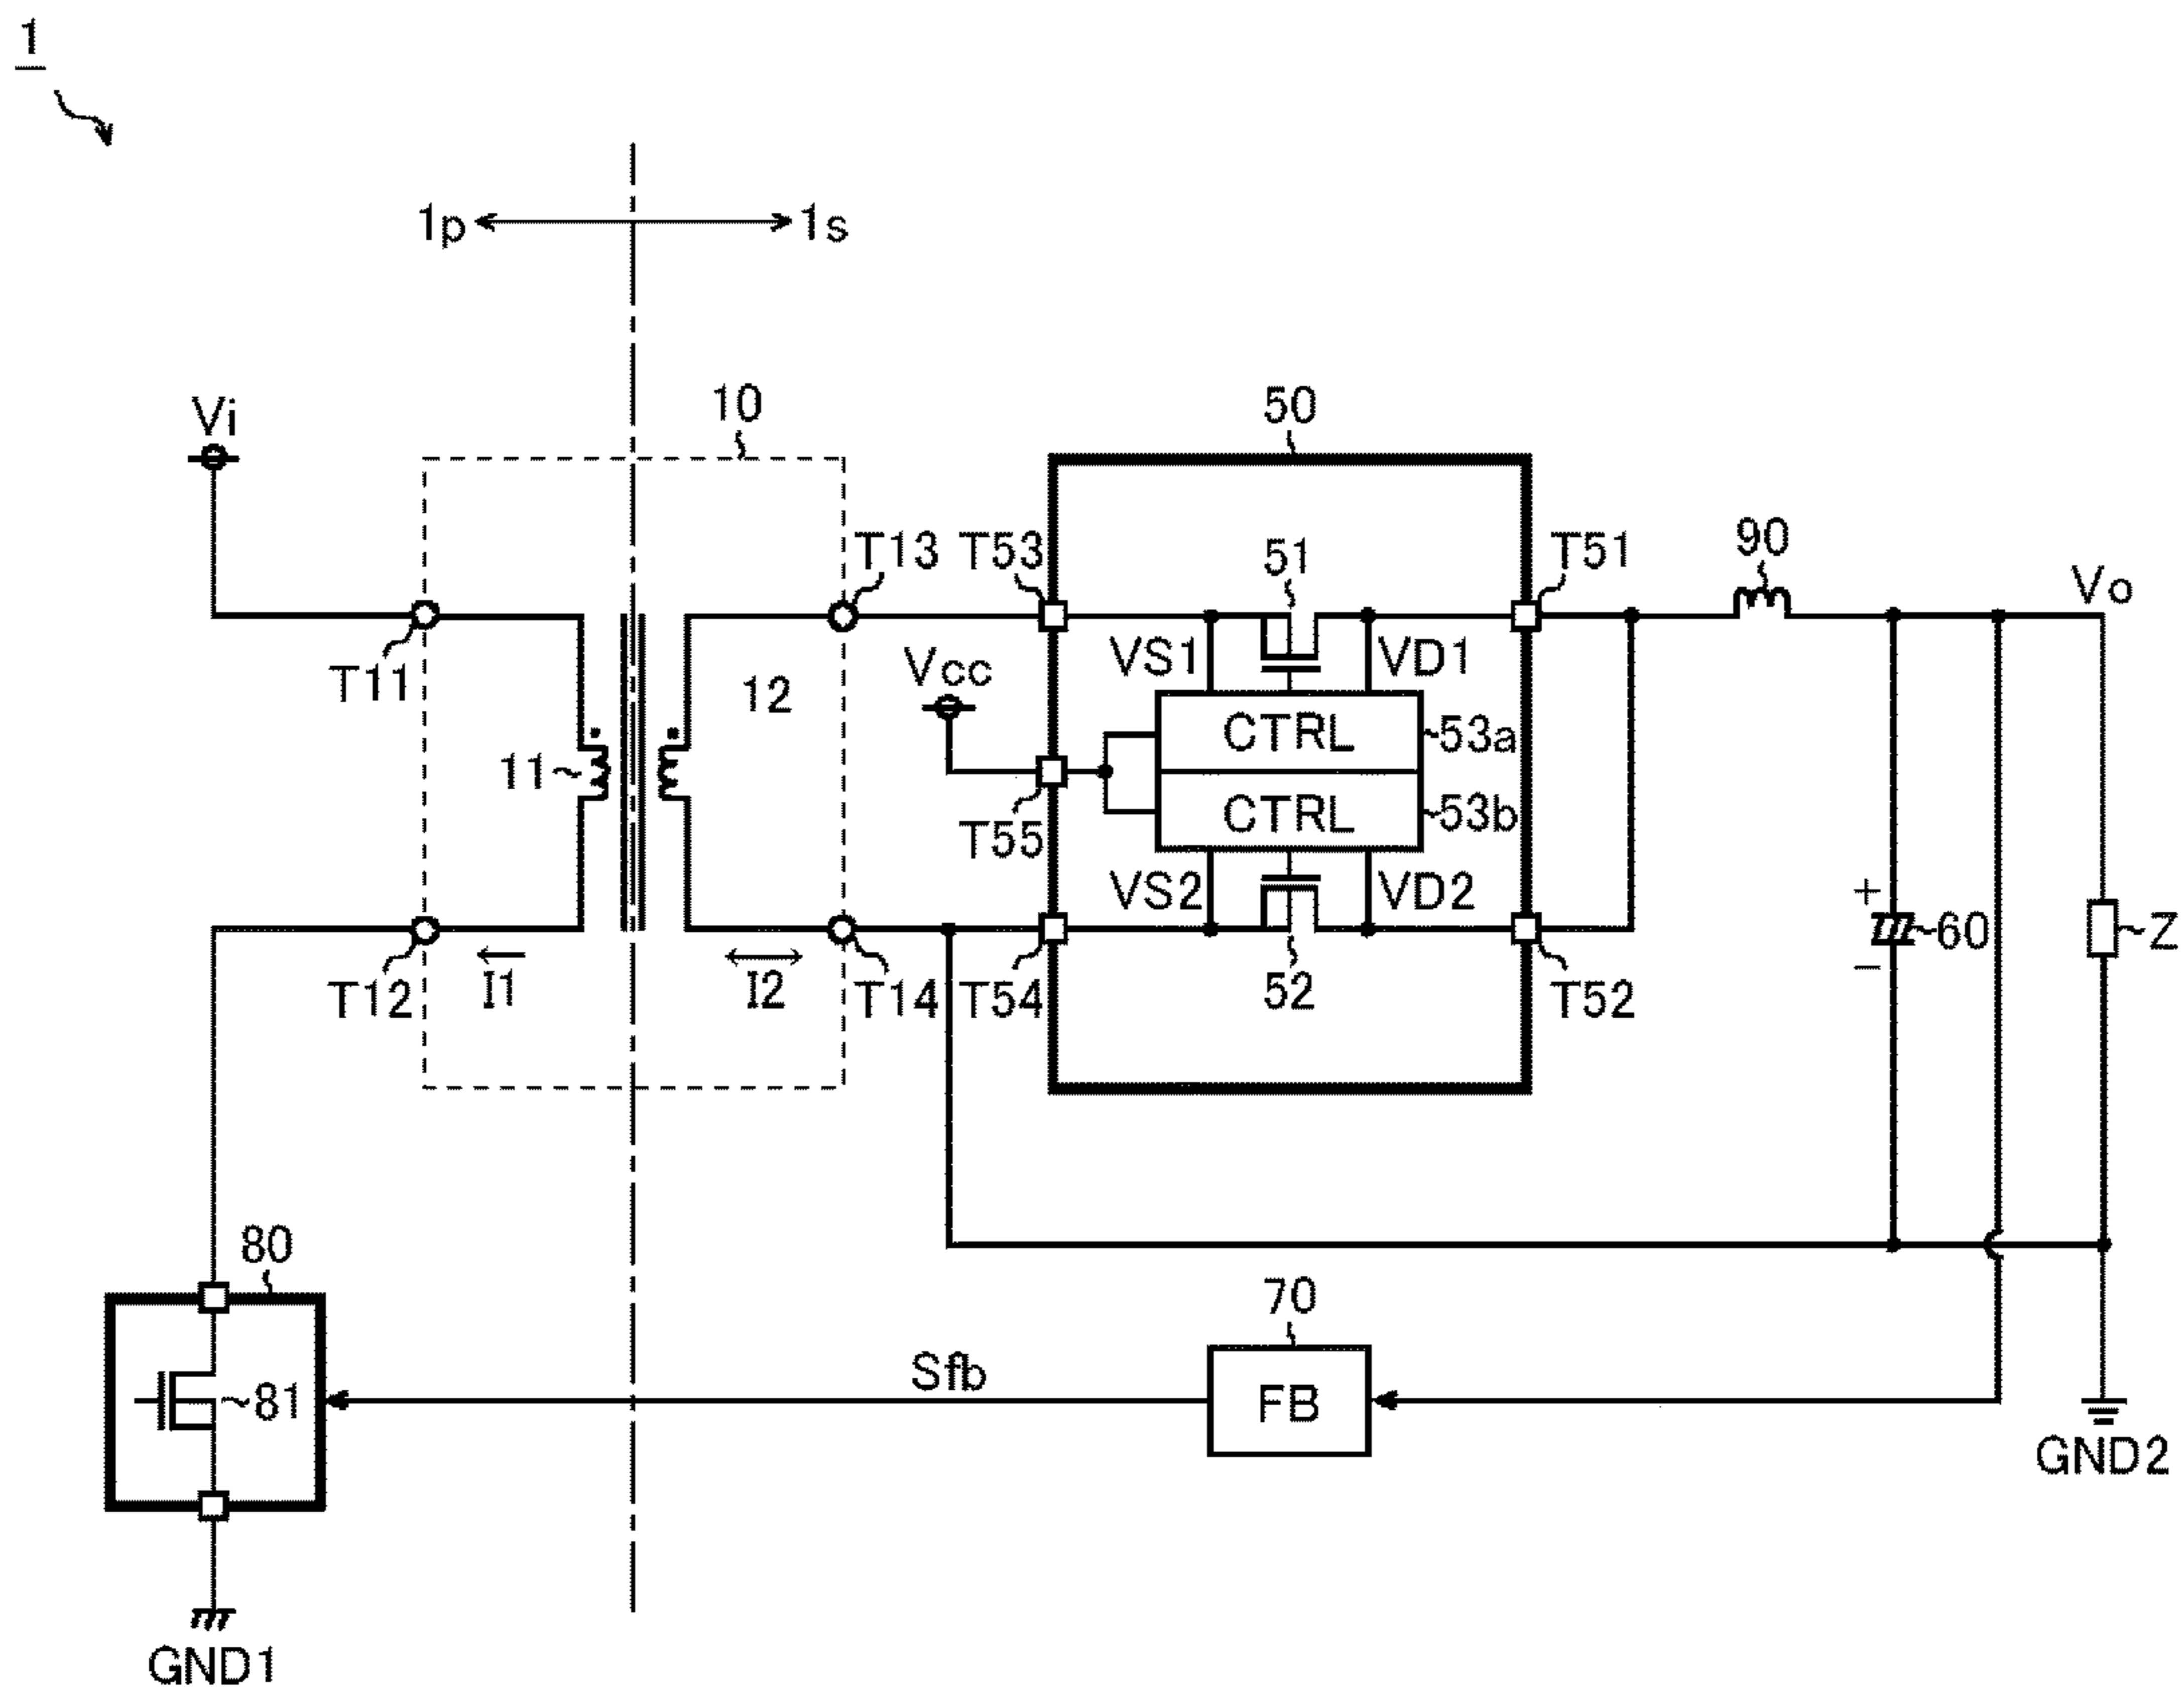 1
1p
1s
Vi
10
50
T13
T53
51
T51
90
Vo
T11
12
Vcc
VS1
VD1
11
CTRL
53a
T55
CTRL
53b
VS2
VD2
+
60
Z
−
T12
I1
I2
T14
T54
52
T52
80
70
81
Sfb
FB
GND2
GND1